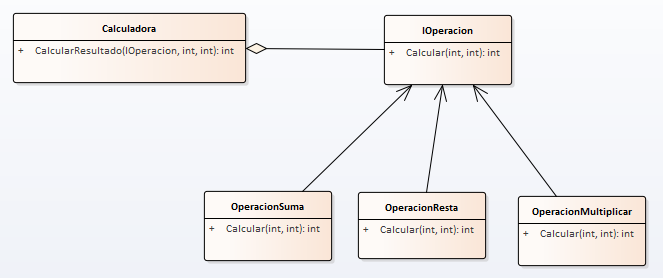 Calculadora
+ CalcularResultado(IOperacion, int, int): int
IOperacion
+ Calcular(int, int): int
OperacionSuma
+ Calcular(int, int): int
OperacionResta
+ Calcular(int, int): int
OperacionMultiplicar
+ Calcular(int, int): int